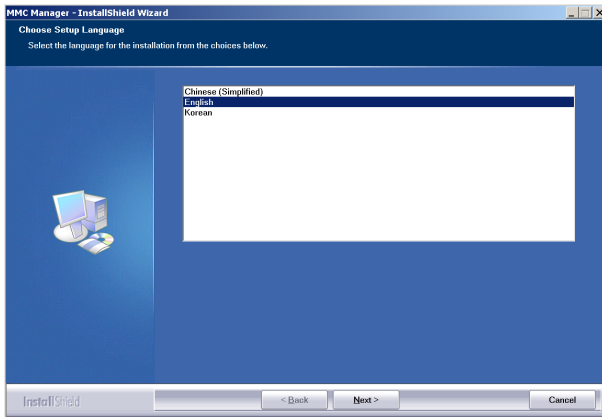 MMC Manager - InstallShield Wizard
Choose Setup Language
Select the language for the installation from the choices below.
Chinese (Simplified)
English
Korean
InstallShield
< Back
Next >
Cancel